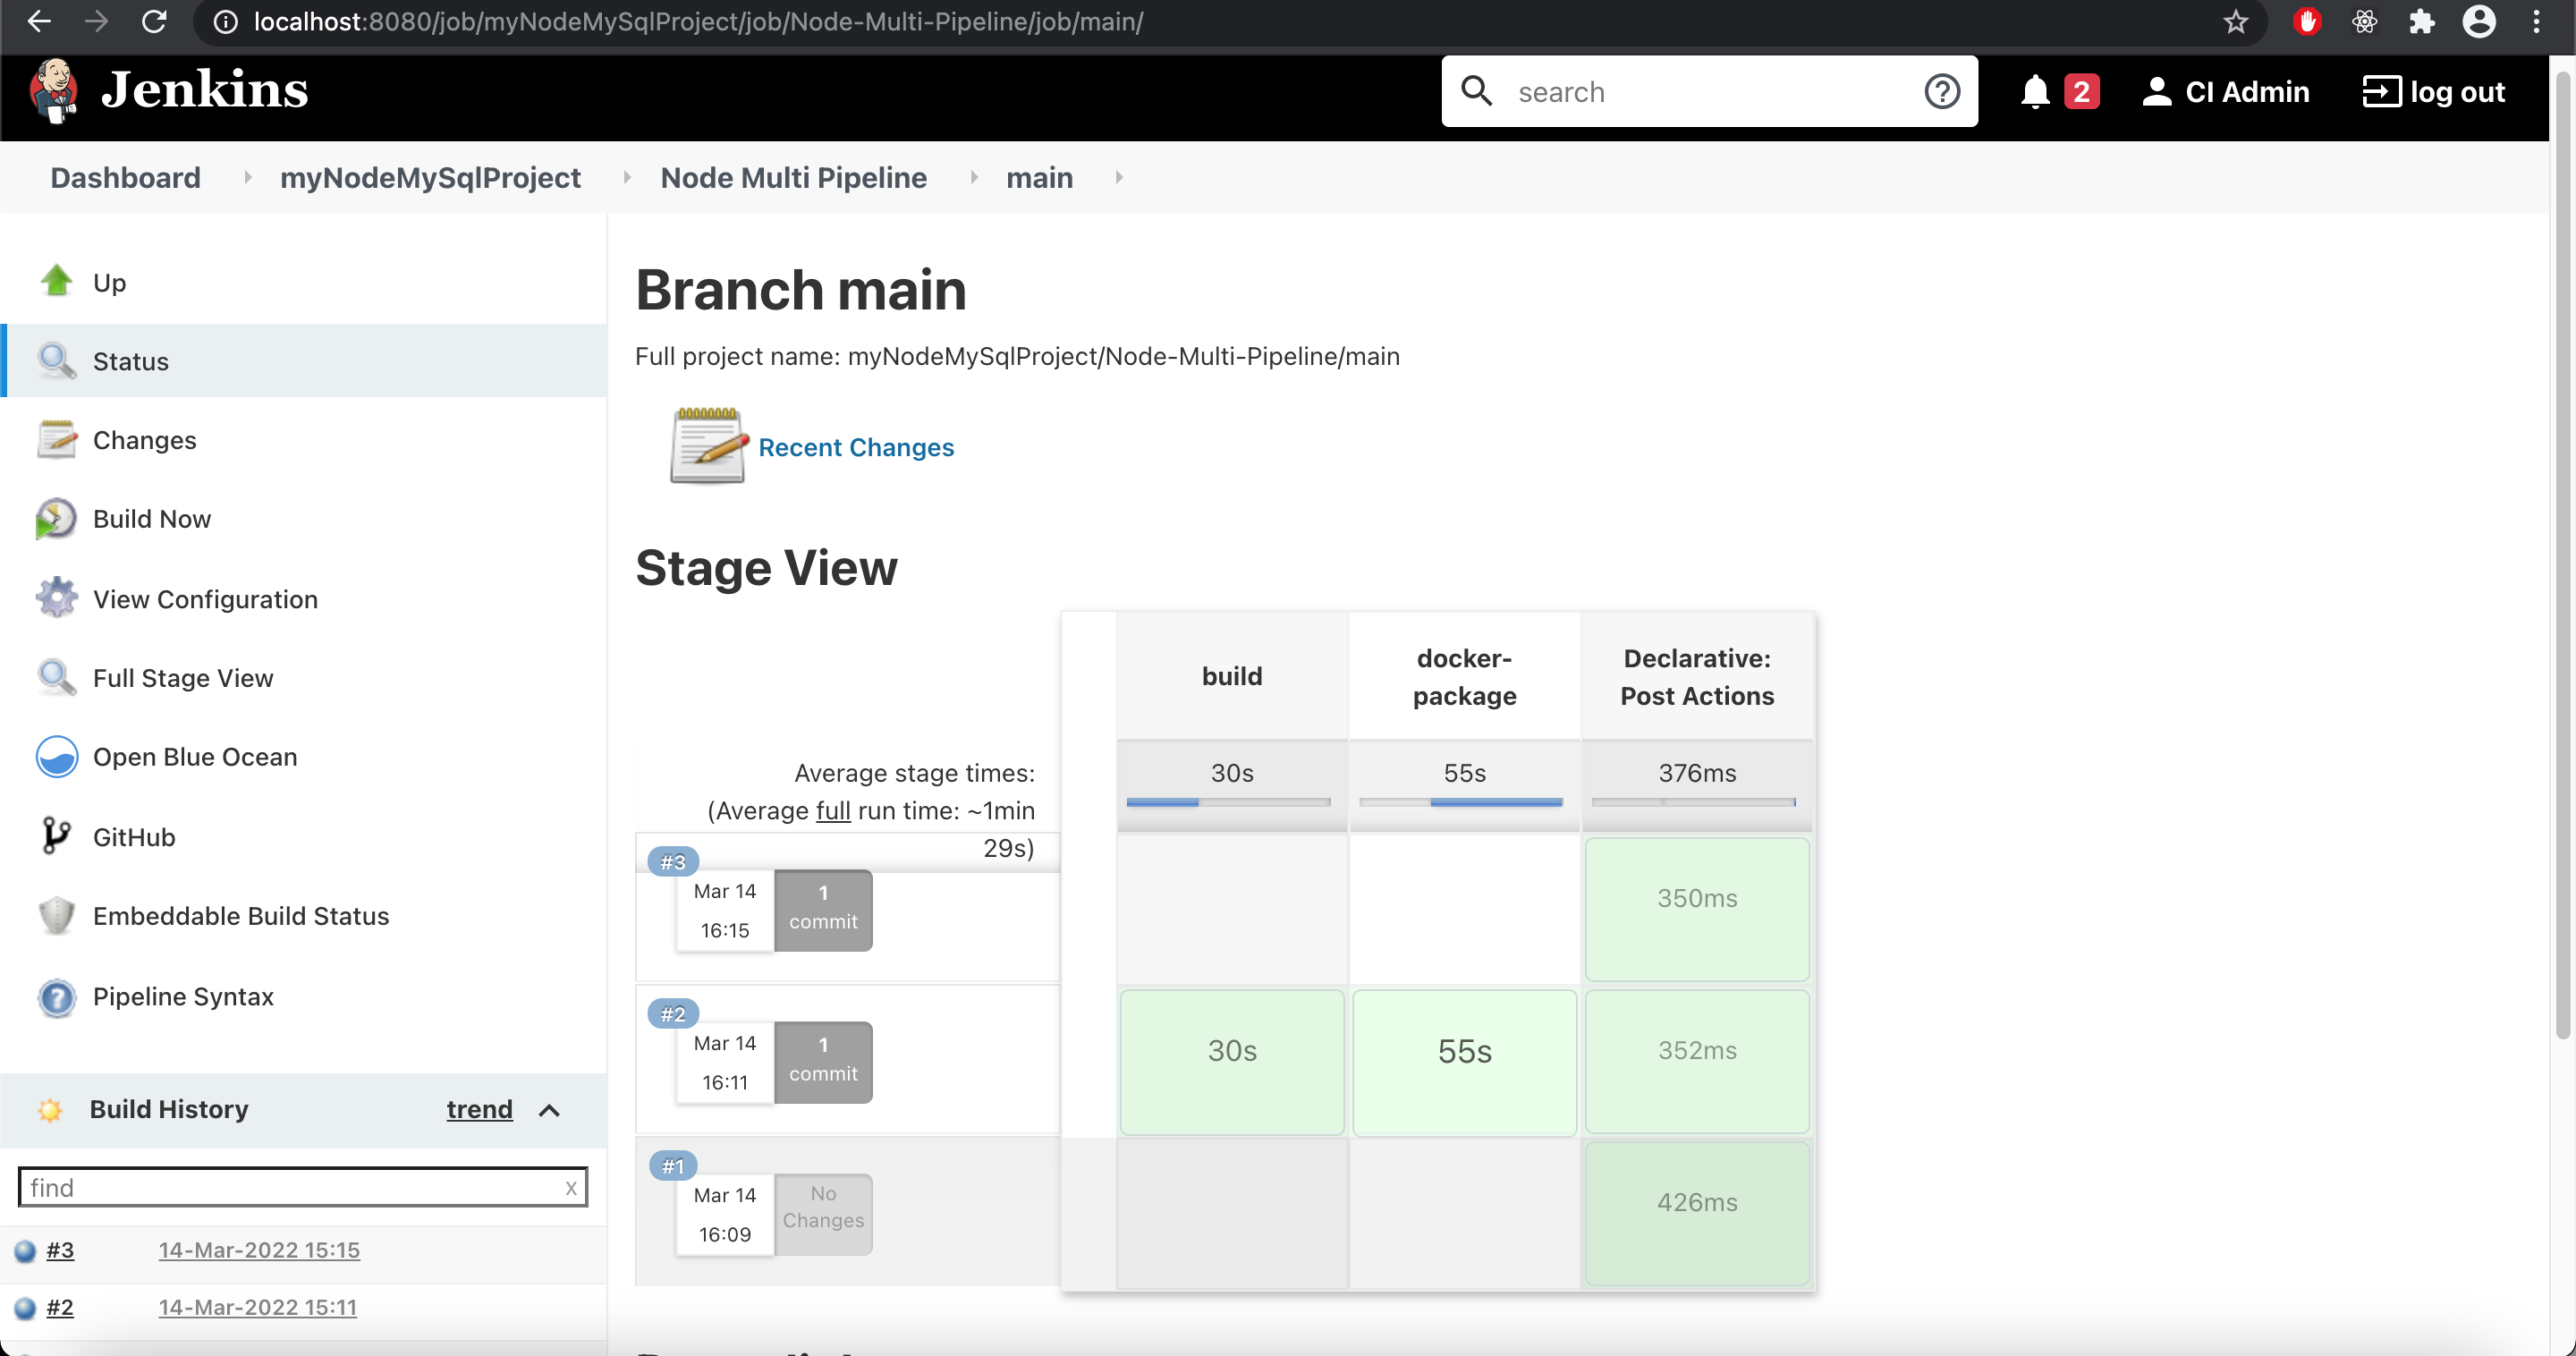 localhost:8080/job/myNodeMySqlProject/job/Node-Multi-Pipeline/job/main/
Jenkins
search
2
CI Admin
log out
Dashboard
myNodeMySqlProject
Node Multi Pipeline
main
Up
Status
Changes
Build Now
View Configuration
Full Stage View
Open Blue Ocean
GitHub
Embeddable Build Status
Pipeline Syntax
Build History
trend
find
x
#3
14-Mar-2022 15:15
#2
14-Mar-2022 15:11
Branch main
Full project name: myNodeMySqlProject/Node-Multi-Pipeline/main
Recent Changes
Stage View
build
docker-
package
Declarative:
Post Actions
Average stage times:
(Average full run time: ~1min
29s)
30s
55s
376ms
#3
Mar 14
16:15
1
commit
350ms
#2
Mar 14
16:11
1
commit
30s
55s
352ms
#1
Mar 14
16:09
No
Changes
426ms